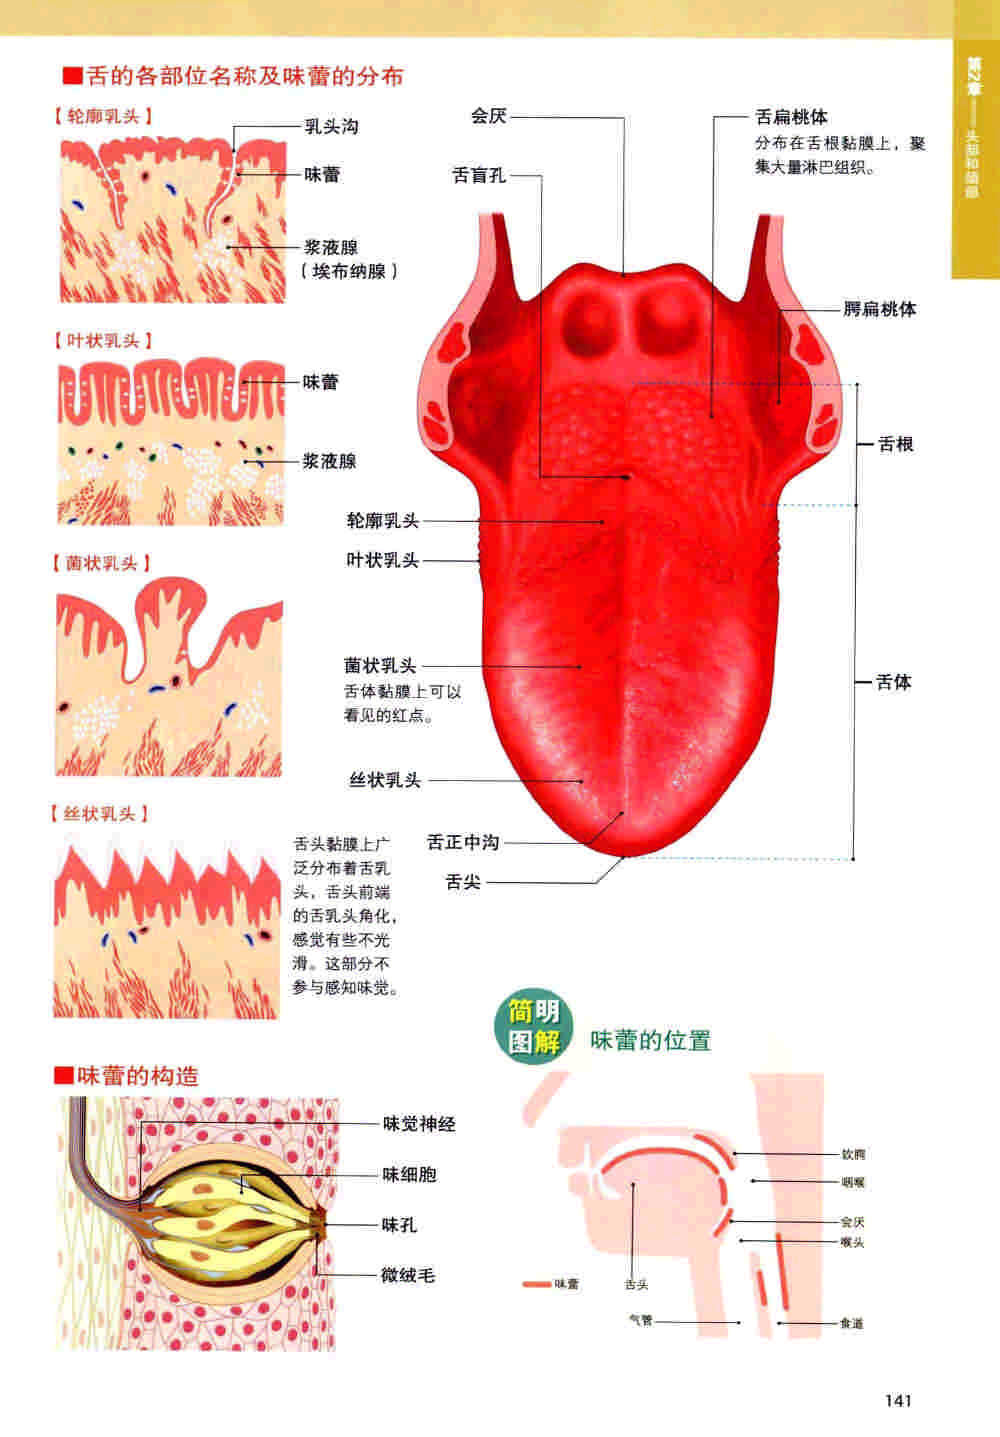 第2章——头部和颈部
■舌的各部位名称及味蕾的分布
【轮廓乳头】
乳头沟
味蕾
浆液腺
(埃布纳腺)
【叶状乳头】
味蕾
浆液腺
【菌状乳头】
【丝状乳头】
舌头黏膜上广
泛分布着舌乳
头，舌头前端
的舌乳头角化，
感觉有些不光
滑。这部分不
参与感知味觉。
会厌
舌盲孔
舌扁桃体
分布在舌根黏膜上，聚
集大量淋巴组织。
腭扁桃体
舌根
轮廓乳头
叶状乳头
菌状乳头
舌体黏膜上可以
看见的红点。
舌体
丝状乳头
舌正中沟
舌尖
■味蕾的构造
味觉神经
味细胞
味孔
微绒毛
简明
图解
味蕾的位置
软腭
咽喉
会厌
喉头
味蕾
舌头
气管
食道
141